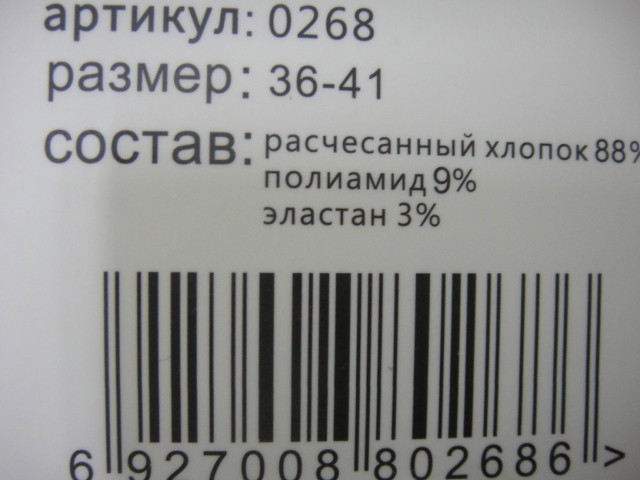 артикул: 0268
размер: 36-41
состав: расчесанный хлопок 88%
полиамид 9%
эластан 3%
6 927008 802686 >